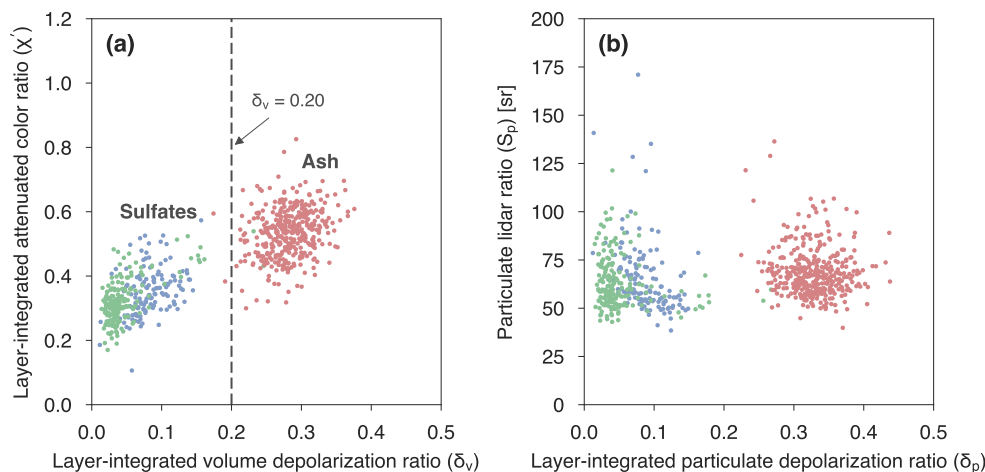 (a)
Layer-integrated attenuated color ratio (χ′)
1.2
1.0
0.8
0.6
0.4
0.2
0.0
δv = 0.20
Ash
Sulfates
0.0 0.1 0.2 0.3 0.4 0.5
Layer-integrated volume depolarization ratio (δv)
(b)
Particulate lidar ratio (Sp) [sr]
200
175
150
125
100
75
50
25
0
0.0 0.1 0.2 0.3 0.4 0.5
Layer-integrated particulate depolarization ratio (δp)